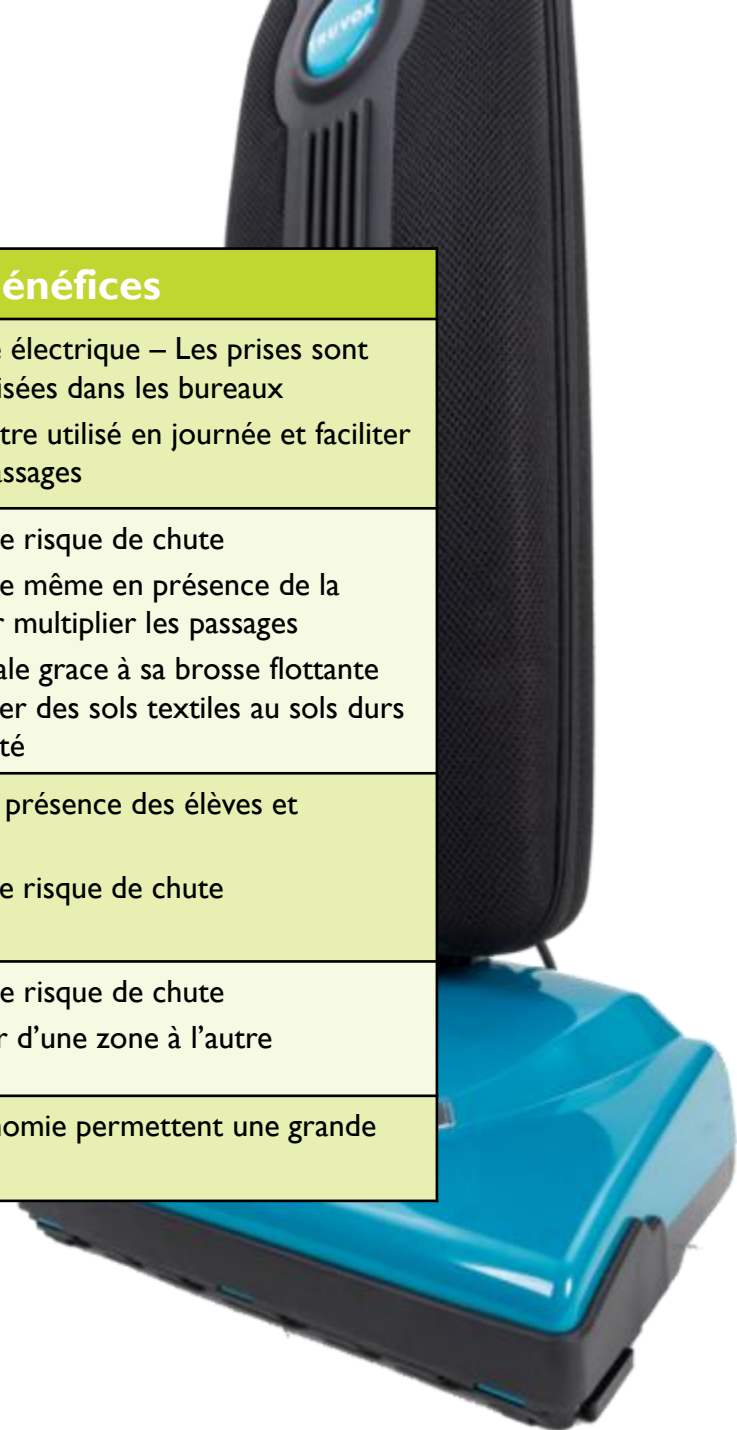 RUVOX
énéfices
électrique – Les prises sont
isées dans les bureaux
tre utilisé en journée et faciliter
assages
e risque de chute
e même en présence de la
r multiplier les passages
ale grace à sa brosse flottante
er des sols textiles au sols durs
té
présence des élèves et
e risque de chute
e risque de chute
r d’une zone à l’autre
nomie permettent une grande